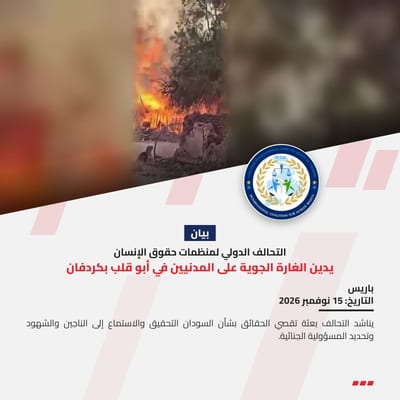 بيان
التحالف الدولي لمنظمات حقوق الإنسان
يدين الغارة الجوية على المدنيين في أبو قلب بكردفان
باريس
التاريخ: 15 نوفمبر 2026
يناشد التحالف بعثة تقصي الحقائق بشأن السودان التحقيق والاستماع إلى الناجين والشهود
وتحديد المسؤولية الجنائية.